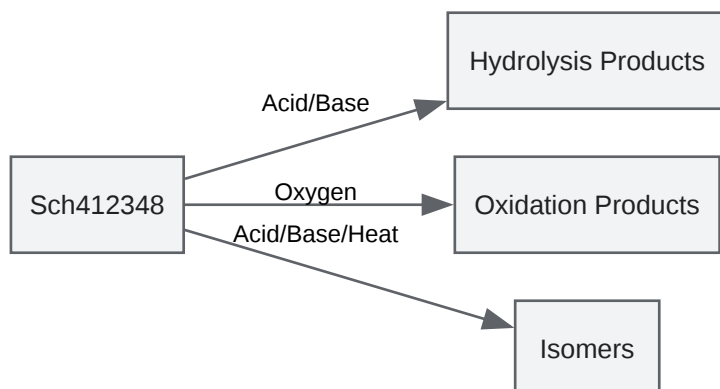 Hydrolysis Products
Acid/Base
Sch412348
Oxygen
Oxidation Products
Acid/Base/Heat
Isomers